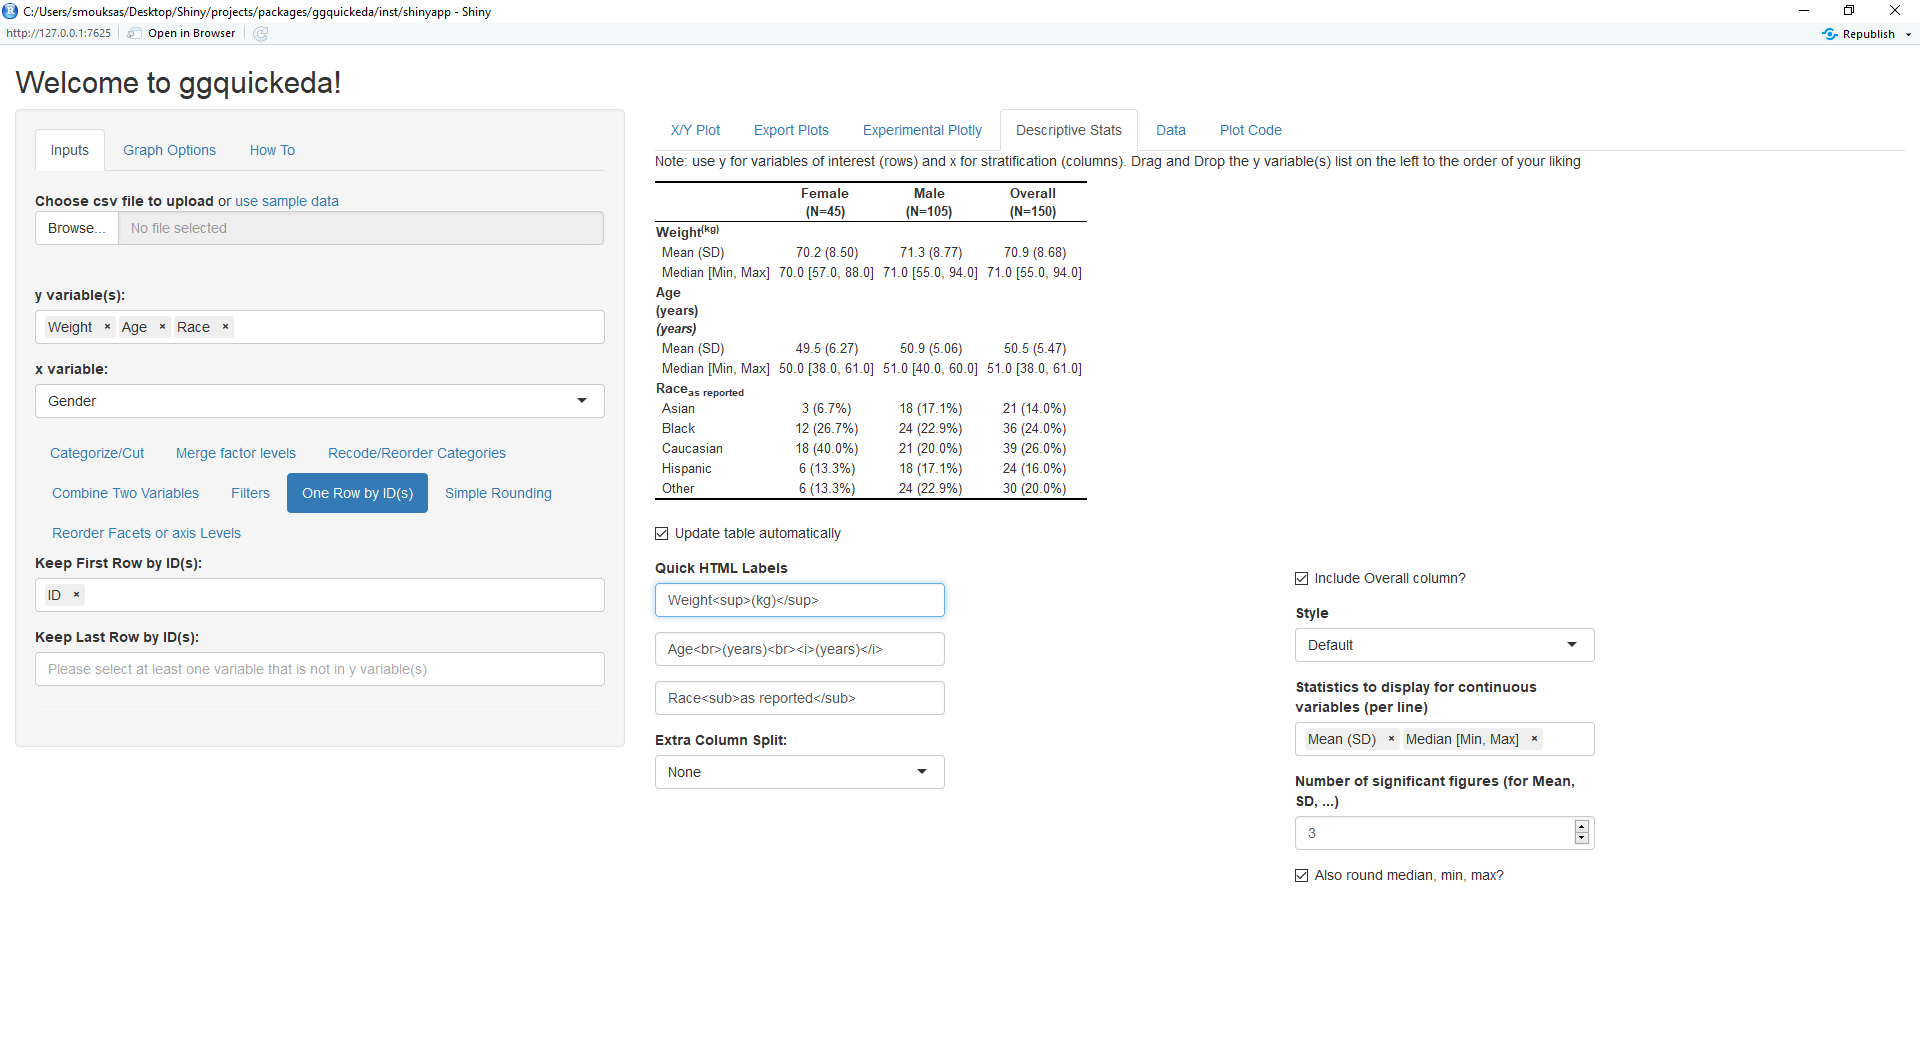 C:/Users/smouksas/Desktop/Shiny/projects/packages/ggquickeda/inst/shinyapp - Shiny
http://127.0.0.1:7625 Open in Browser Republish
Welcome to ggquickeda!
Inputs Graph Options How To
Choose csv file to upload or use sample data
Browse... No file selected
y variable(s):
Weight × Age × Race ×
x variable:
Gender
Categorize/Cut Merge factor levels Recode/Reorder Categories
Combine Two Variables Filters One Row by ID(s) Simple Rounding
Reorder Facets or axis Levels
Keep First Row by ID(s):
ID ×
Keep Last Row by ID(s):
Please select at least one variable that is not in y variable(s)
X/Y Plot Export Plots Experimental Plotly Descriptive Stats Data Plot Code
Note: use y for variables of interest (rows) and x for stratification (columns). Drag and Drop the y variable(s) list on the left to the order of your liking
Female Male Overall
(N=45) (N=105) (N=150)
Weight(kg)
Mean (SD) 70.2 (8.50) 71.3 (8.77) 70.9 (8.68)
Median [Min, Max] 70.0 [57.0, 88.0] 71.0 [55.0, 94.0] 71.0 [55.0, 94.0]
Age
(years)
(years)
Mean (SD) 49.5 (6.27) 50.9 (5.06) 50.5 (5.47)
Median [Min, Max] 50.0 [38.0, 61.0] 51.0 [40.0, 60.0] 51.0 [38.0, 61.0]
Race as reported
Asian 3 (6.7%) 18 (17.1%) 21 (14.0%)
Black 12 (26.7%) 24 (22.9%) 36 (24.0%)
Caucasian 18 (40.0%) 21 (20.0%) 39 (26.0%)
Hispanic 6 (13.3%) 18 (17.1%) 24 (16.0%)
Other 6 (13.3%) 24 (22.9%) 30 (20.0%)
Update table automatically
Quick HTML Labels
Weight<sup>(kg)</sup>
Age<br>(years)<br><i>(years)</i>
Race<sub>as reported</sub>
Extra Column Split:
None
Include Overall column?
Style
Default
Statistics to display for continuous
variables (per line)
Mean (SD) × Median [Min, Max] ×
Number of significant figures (for Mean,
SD, ...)
3
Also round median, min, max?